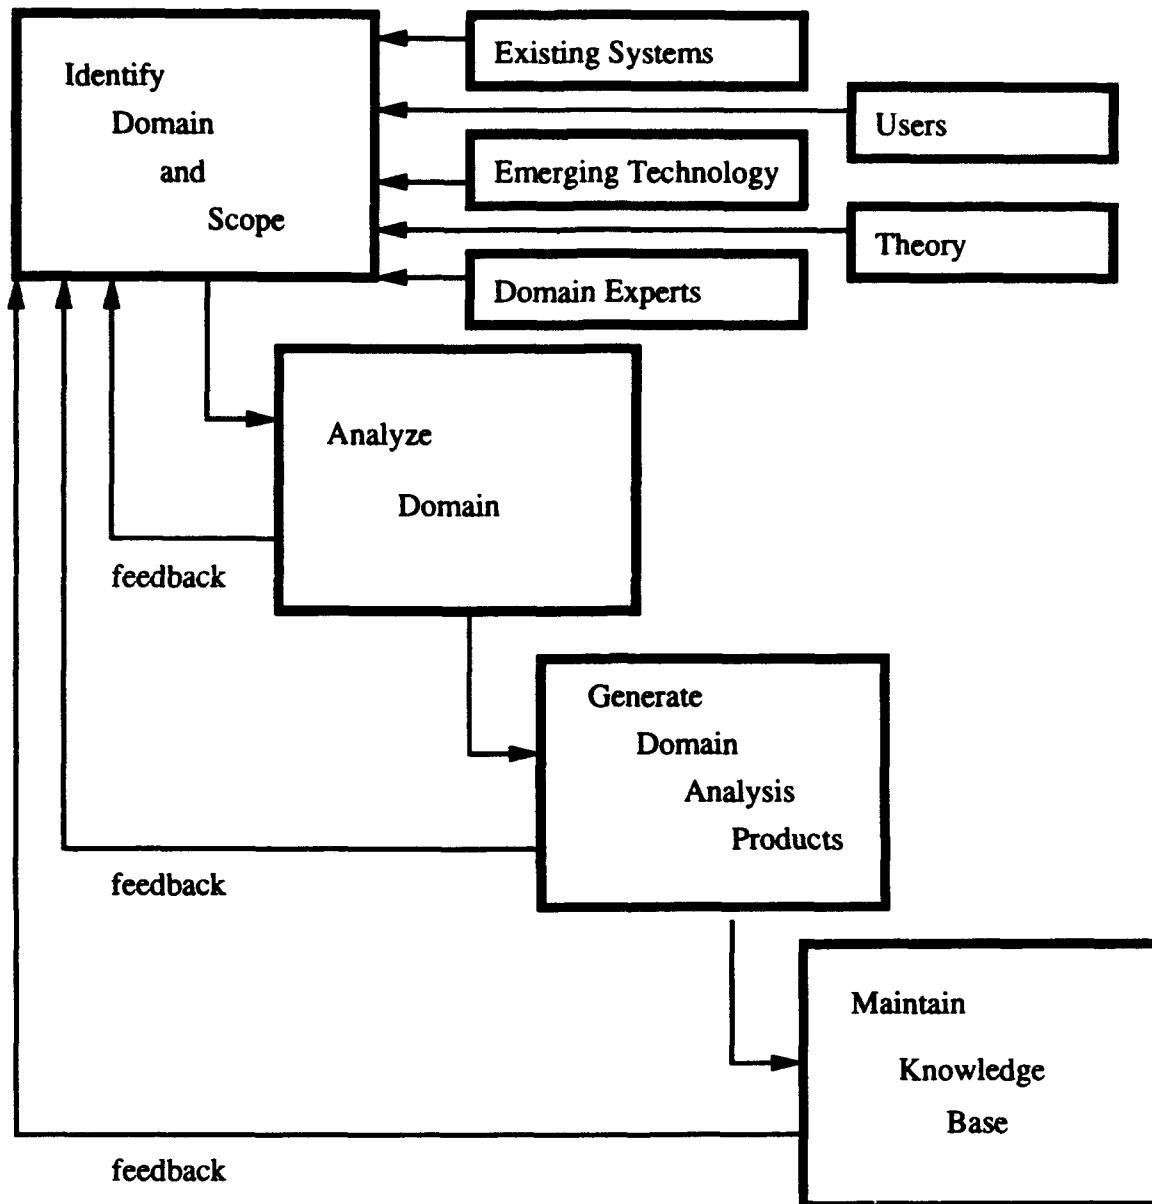 Identify
Domain
and
Scope
Existing Systems
Users
Emerging Technology
Theory
Domain Experts
Analyze
Domain
feedback
Generate
Domain
Analysis
Products
feedback
Maintain
Knowledge
Base
feedback